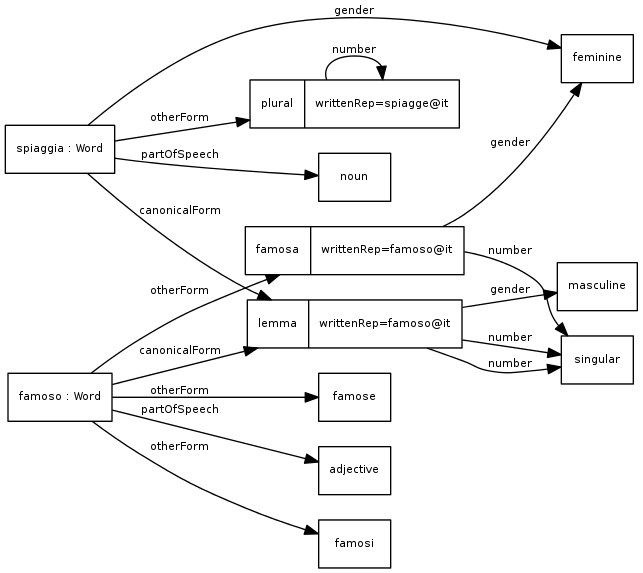 gender
feminine
number
plural writtenRep=spiagge@it
otherForm
gender
spiaggia : Word
partOfSpeech
noun
canonicalForm
famosa writtenRep=famoso@it
number
otherForm
gender
masculine
lemma writtenRep=famoso@it
number
canonicalForm
number
singular
otherForm
famoso : Word
famose
partOfSpeech
otherForm
adjective
famosi